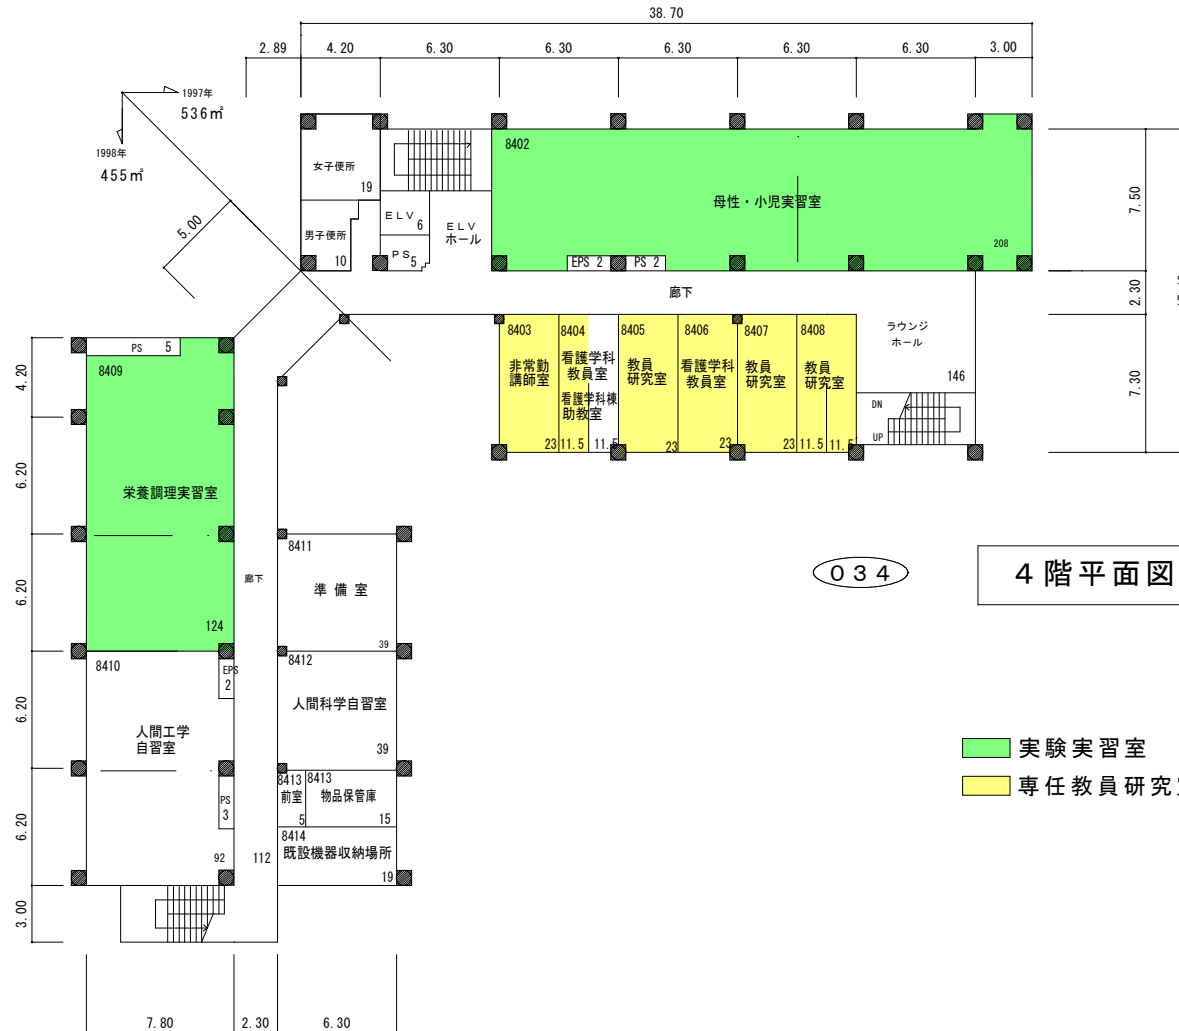 38.70
2.89
4.20
6.30
6.30
6.30
6.30
6.30
3.00
1997年
536㎡
1998年
455㎡
5.00
女子便所
19
男子便所
10
ELV
6
PS
5
ELV
ホール
8402
母性・小児実習室
208
EPS 2
PS 2
7.50
2.30
7.30
廊下
ラウンジ
ホール
146
DN
UP
8403
非常勤
講師室
23
8404
看護学科
教員室
看護学科棟
助教室
11.5
11.5
8405
教員
研究室
23
8406
看護学科
教員室
23
8407
教員
研究室
23
8408
教員
研究室
11.5
11.5
PS 5
8409
栄養調理実習室
124
4.20
6.20
6.20
6.20
6.20
3.00
8410
人間工学
自習室
92
EPS
2
PS
3
廊下
112
8411
準備室
39
8412
人間科学自習室
39
8413
前室
5
8413
物品保管庫
15
8414
既設機器収納場所
19
7.80
2.30
6.30
034
4階平面図
実験実習室
専任教員研究